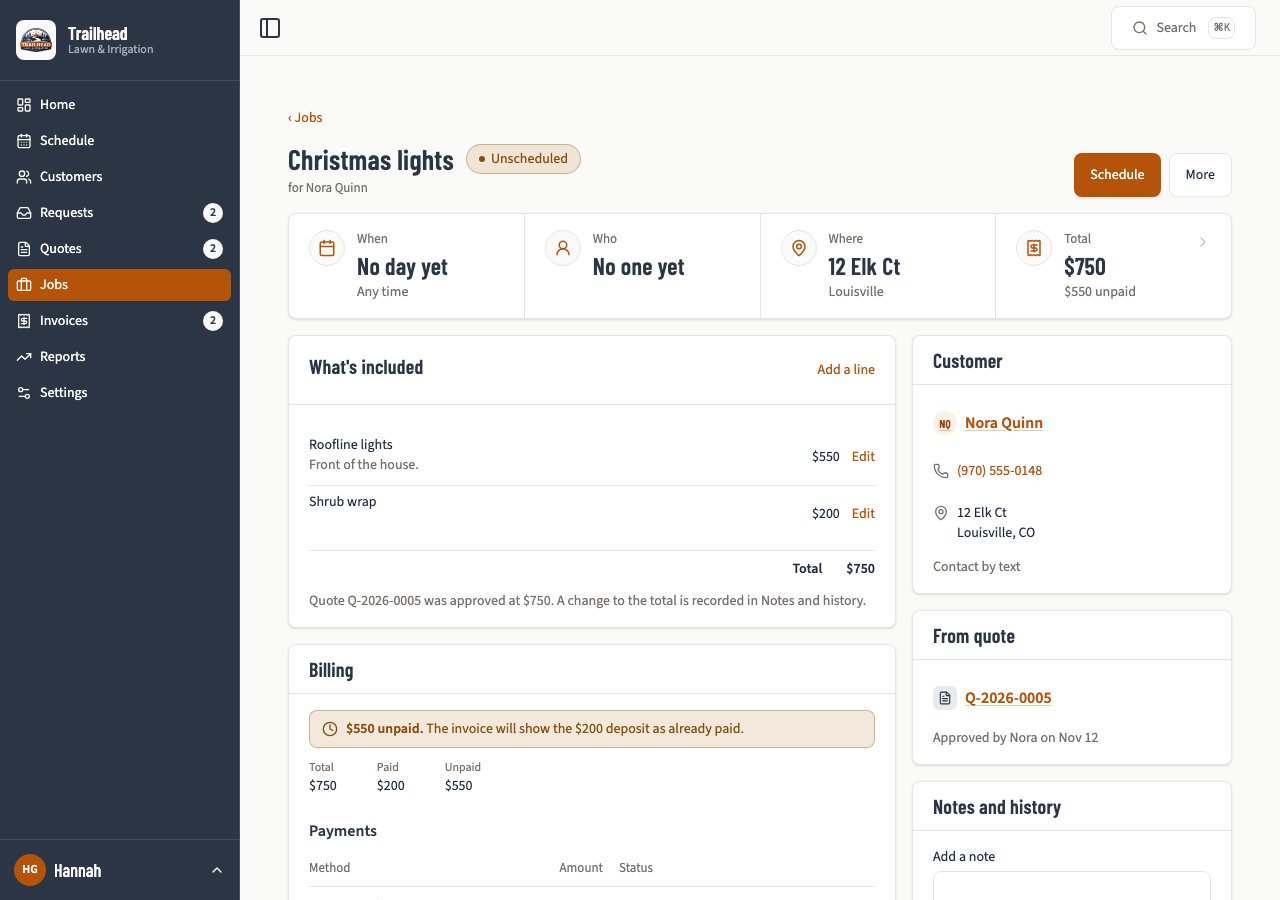 TRAILHEAD
Trailhead
Lawn & Irrigation
Home
Schedule
Customers
Requests 2
Quotes 2
Jobs
Invoices 2
Reports
Settings
HG Hannah
Search ⌘K
‹ Jobs
Christmas lights
Unscheduled
for Nora Quinn
Schedule
More
When
No day yet
Any time
Who
No one yet
Where
12 Elk Ct
Louisville
Total
$750
$550 unpaid
What's included
Add a line
Roofline lights
Front of the house.
$550 Edit
Shrub wrap
$200 Edit
Total $750
Quote Q-2026-0005 was approved at $750. A change to the total is recorded in Notes and history.
Billing
$550 unpaid. The invoice will show the $200 deposit as already paid.
Total Paid Unpaid
$750 $200 $550
Payments
Method Amount Status
Customer
NQ Nora Quinn
(970) 555-0148
12 Elk Ct
Louisville, CO
Contact by text
From quote
Q-2026-0005
Approved by Nora on Nov 12
Notes and history
Add a note